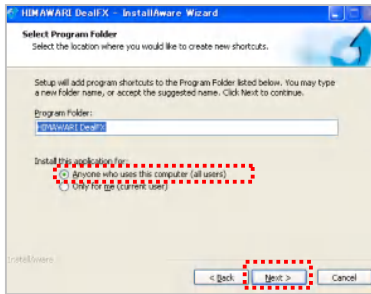 HIMAWARI DealFX - InstallAware Wizard
Select Program Folder
Select the location where you would like to create new shortcuts.
Setup will add program shortcuts to the Program Folder listed below. You may type
a new folder name, or accept the suggested name. Click Next to continue.
Program Folder:
HIMAWARI DealFX
Install this application for:
Anyone who uses this computer (all users)
Only for me (current user)
InstallAware
< Back
Next >
Cancel